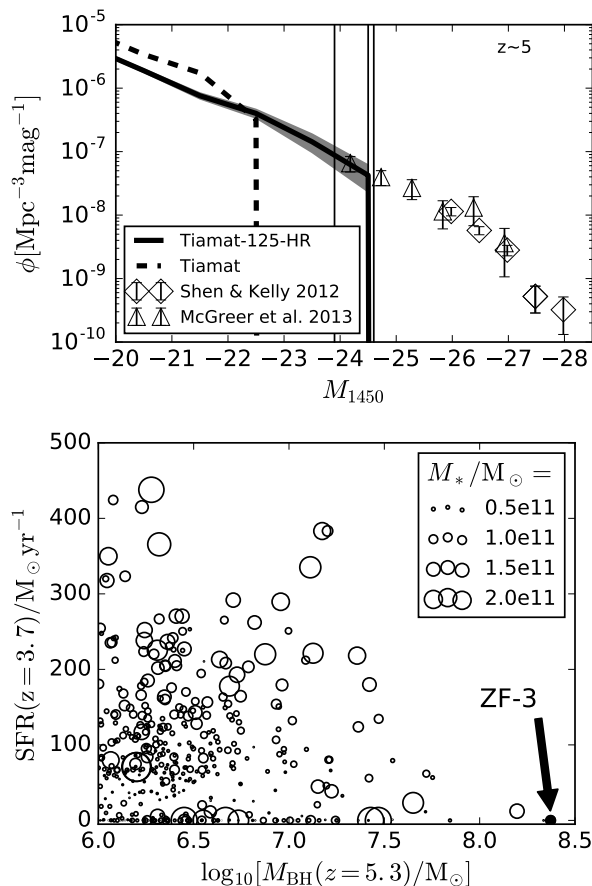 10⁻⁵
z~5
10⁻⁶
10⁻⁷
10⁻⁸
10⁻⁹
10⁻¹⁰
ϕ[Mpc⁻³mag⁻¹]
Tiamat-125-HR
Tiamat
Shen & Kelly 2012
McGreer et al. 2013
−20 −21 −22 −23 −24 −25 −26 −27 −28
M₁₄₅₀
500
400
300
200
100
0
SFR(z=3.7)/M⊙yr⁻¹
M*/M⊙ =
0.5e11
1.0e11
1.5e11
2.0e11
ZF-3
6.0 6.5 7.0 7.5 8.0 8.5
log₁₀[M_BH(z=5.3)/M⊙]